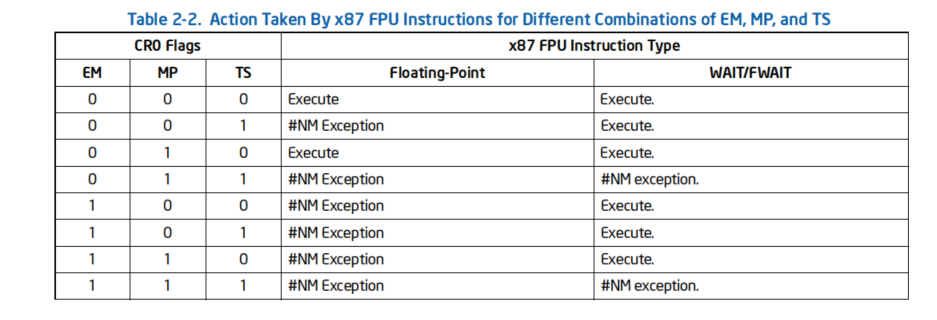 Table 2-2. Action Taken By x87 FPU Instructions for Different Combinations of EM, MP, and TS
CR0 Flags x87 FPU Instruction Type
EM MP TS Floating-Point WAIT/FWAIT
0 0 0 Execute Execute.
0 0 1 #NM Exception Execute.
0 1 0 Execute Execute.
0 1 1 #NM Exception #NM exception.
1 0 0 #NM Exception Execute.
1 0 1 #NM Exception Execute.
1 1 0 #NM Exception Execute.
1 1 1 #NM Exception #NM exception.